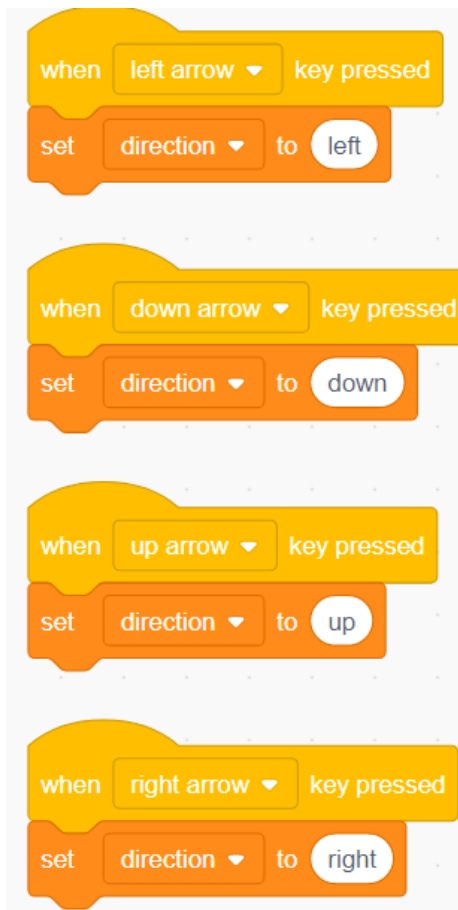 when left arrow key pressed
set direction to left
when down arrow key pressed
set direction to down
when up arrow key pressed
set direction to up
when right arrow key pressed
set direction to right